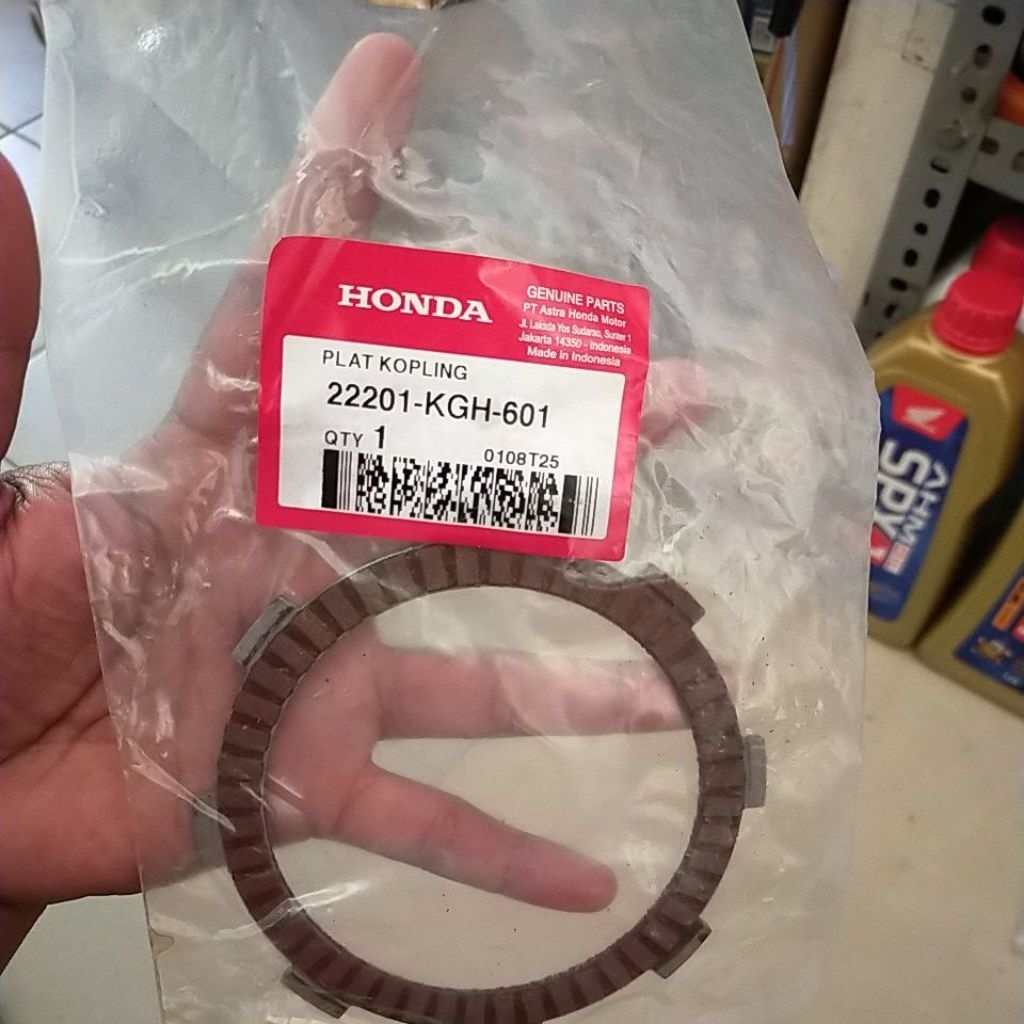 HONDA
GENUINE PARTS
PT Astra Honda Motor
Jl. Laksda Yos Sudarso, Sunter 1
Jakarta 14350 - Indonesia
Made in Indonesia
PLAT KOPLING
22201-KGH-601
QTY 1
0108T25
AHM
SPX